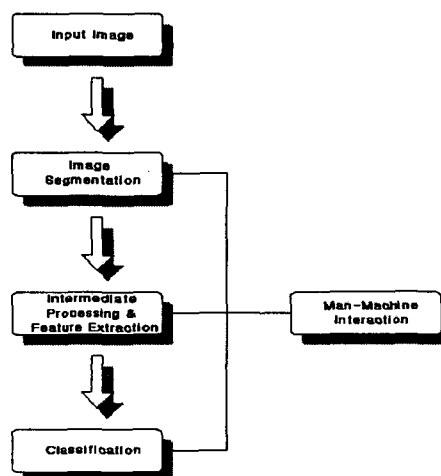 Input Image
Image
Segmentation
Intermediate
Processing &
Feature Extraction
Man-Machine
Interaction
Classification